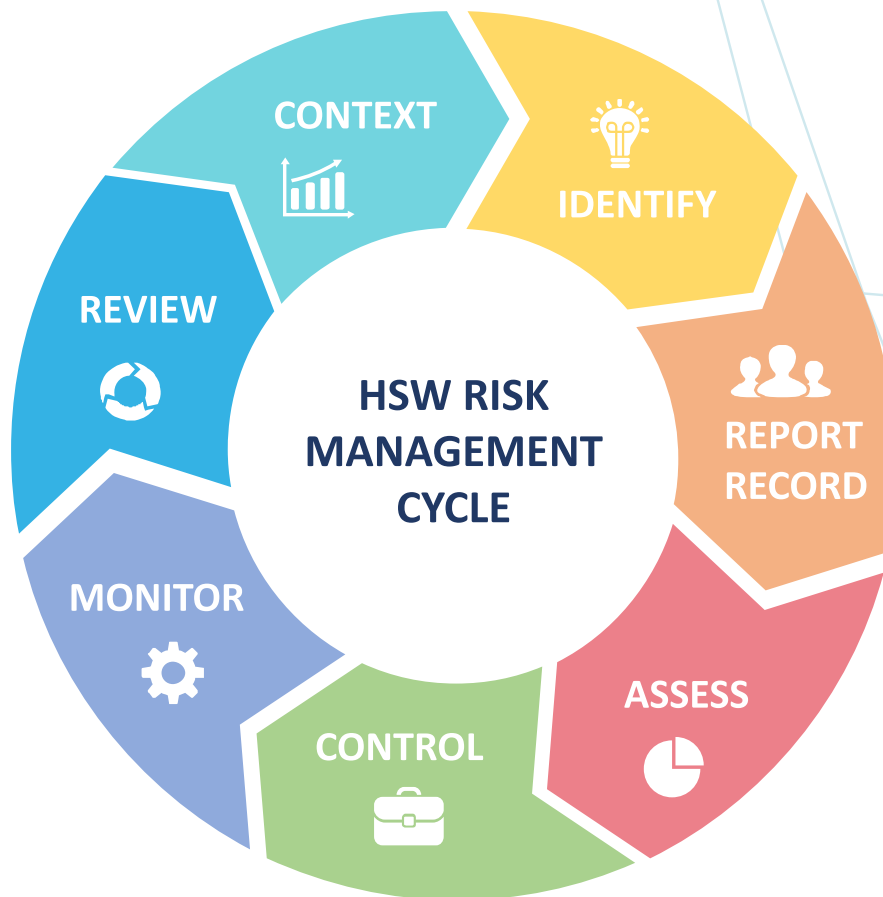 HSW RISK
MANAGEMENT
CYCLE
CONTEXT
IDENTIFY
REPORT
RECORD
ASSESS
CONTROL
MONITOR
REVIEW